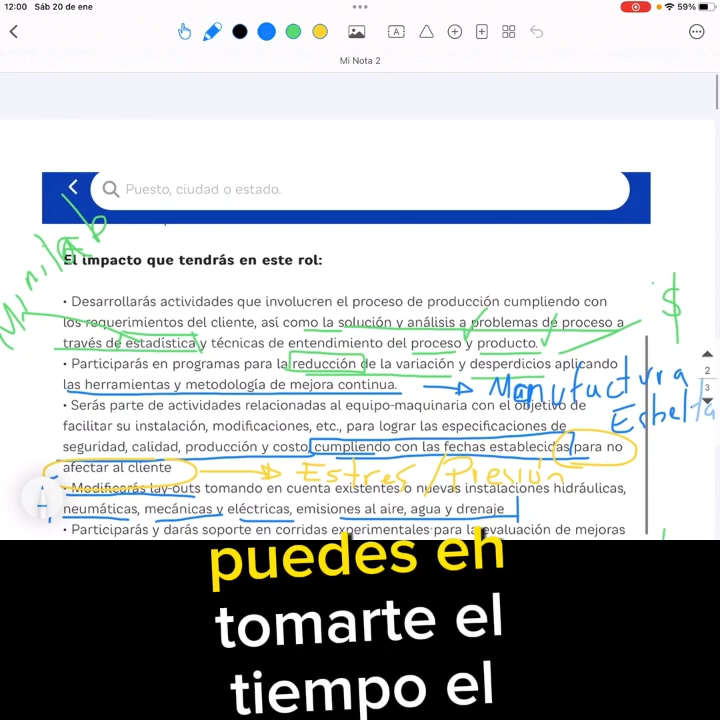 12:00 Sáb 20 de ene
59%
A
Mi Nota 2
Puesto, ciudad o estado.
Minitab
El impacto que tendrás en este rol:
• Desarrollarás actividades que involucren el proceso de producción cumpliendo con
los requerimientos del cliente, así como la solución y análisis a problemas de proceso a
través de estadística y técnicas de entendimiento del proceso y producto.
$
• Participarás en programas para la reducción de la variación y desperdicios aplicando
las herramientas y metodología de mejora continua.
Manufactura
Esbelta
2
3
• Serás parte de actividades relacionadas al equipo-maquinaria con el objetivo de
facilitar su instalación, modificaciones, etc., para lograr las especificaciones de
seguridad, calidad, producción y costo, cumpliendo con las fechas establecidas para no
afectar al cliente
Estres/Presión
• Modificarás lay-outs tomando en cuenta existentes o nuevas instalaciones hidráulicas,
neumáticas, mecánicas y eléctricas, emisiones al aire, agua y drenaje
• Participarás y darás soporte en corridas experimentales para la evaluación de mejoras
puedes eh
tomarte el
tiempo el